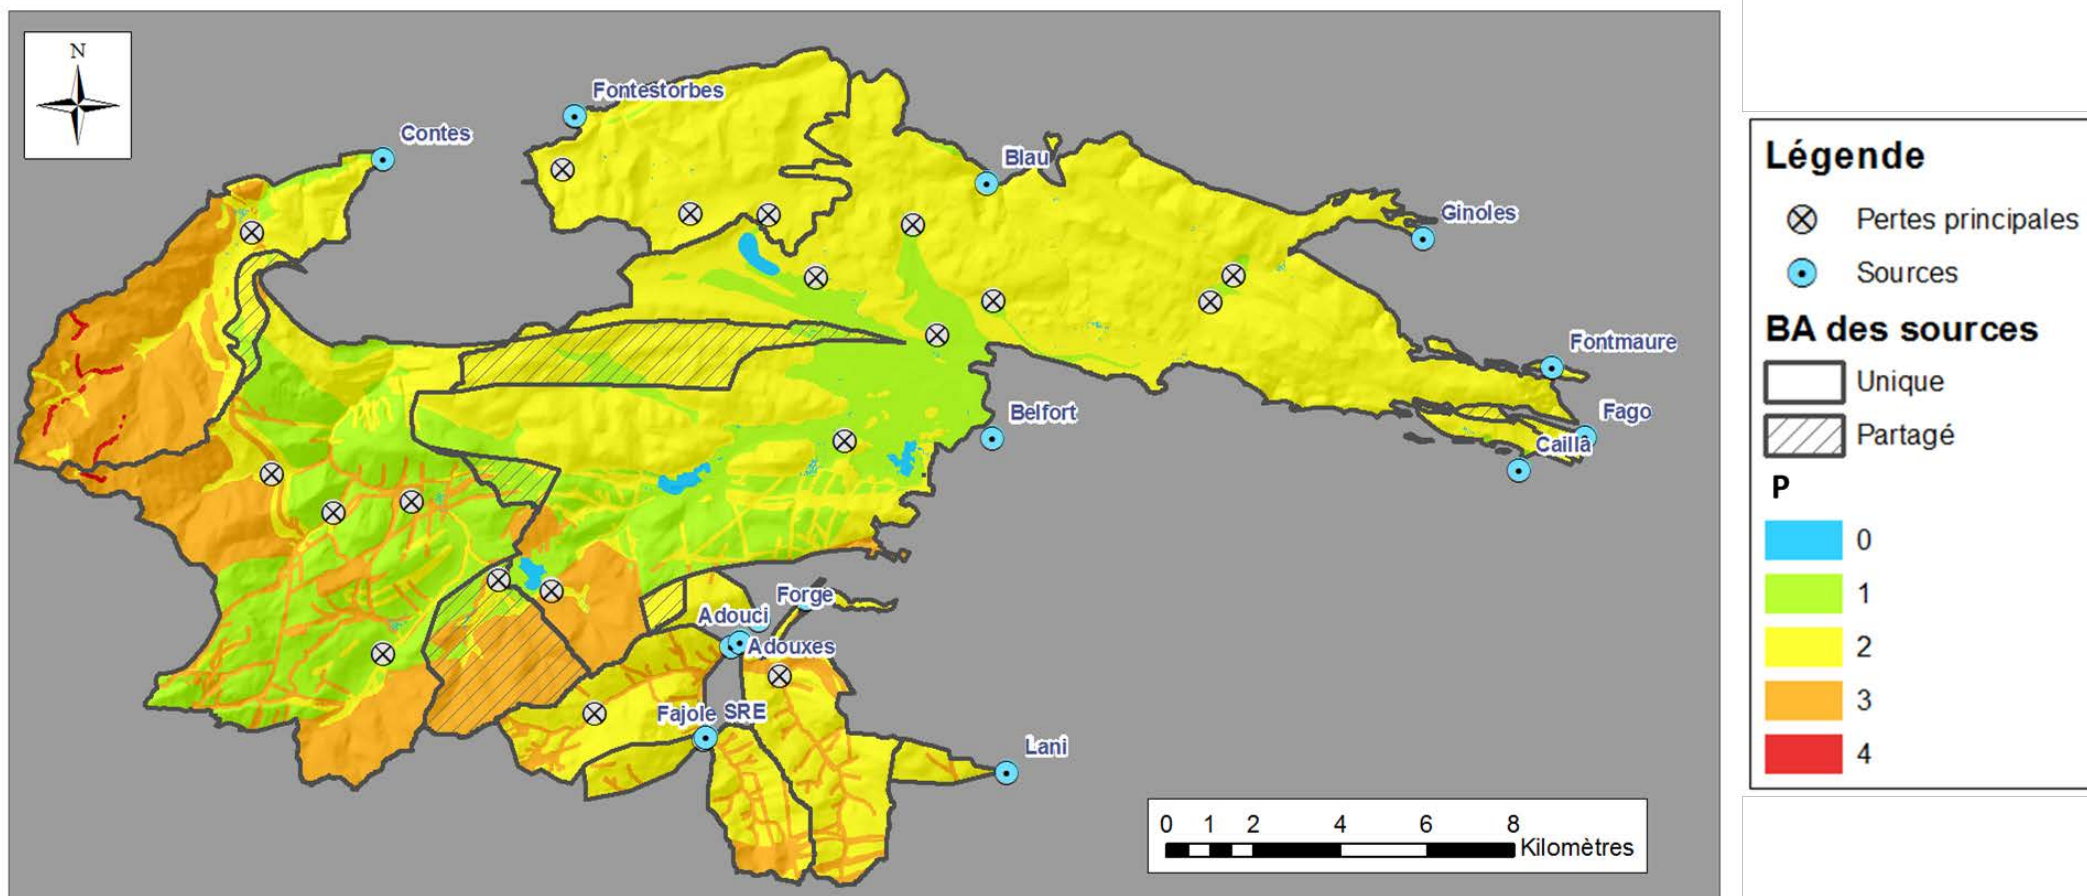 N
Fontestorbes
Contes
Blau
Ginoles
Fontmaure
Fago
Belfort
Caillà
Forge
Adouci
Adouxes
Fajole SRE
Lani
0 1 2 4 6 8
Kilomètres
Légende
Pertes principales
Sources
BA des sources
Unique
Partagé
P
0
1
2
3
4